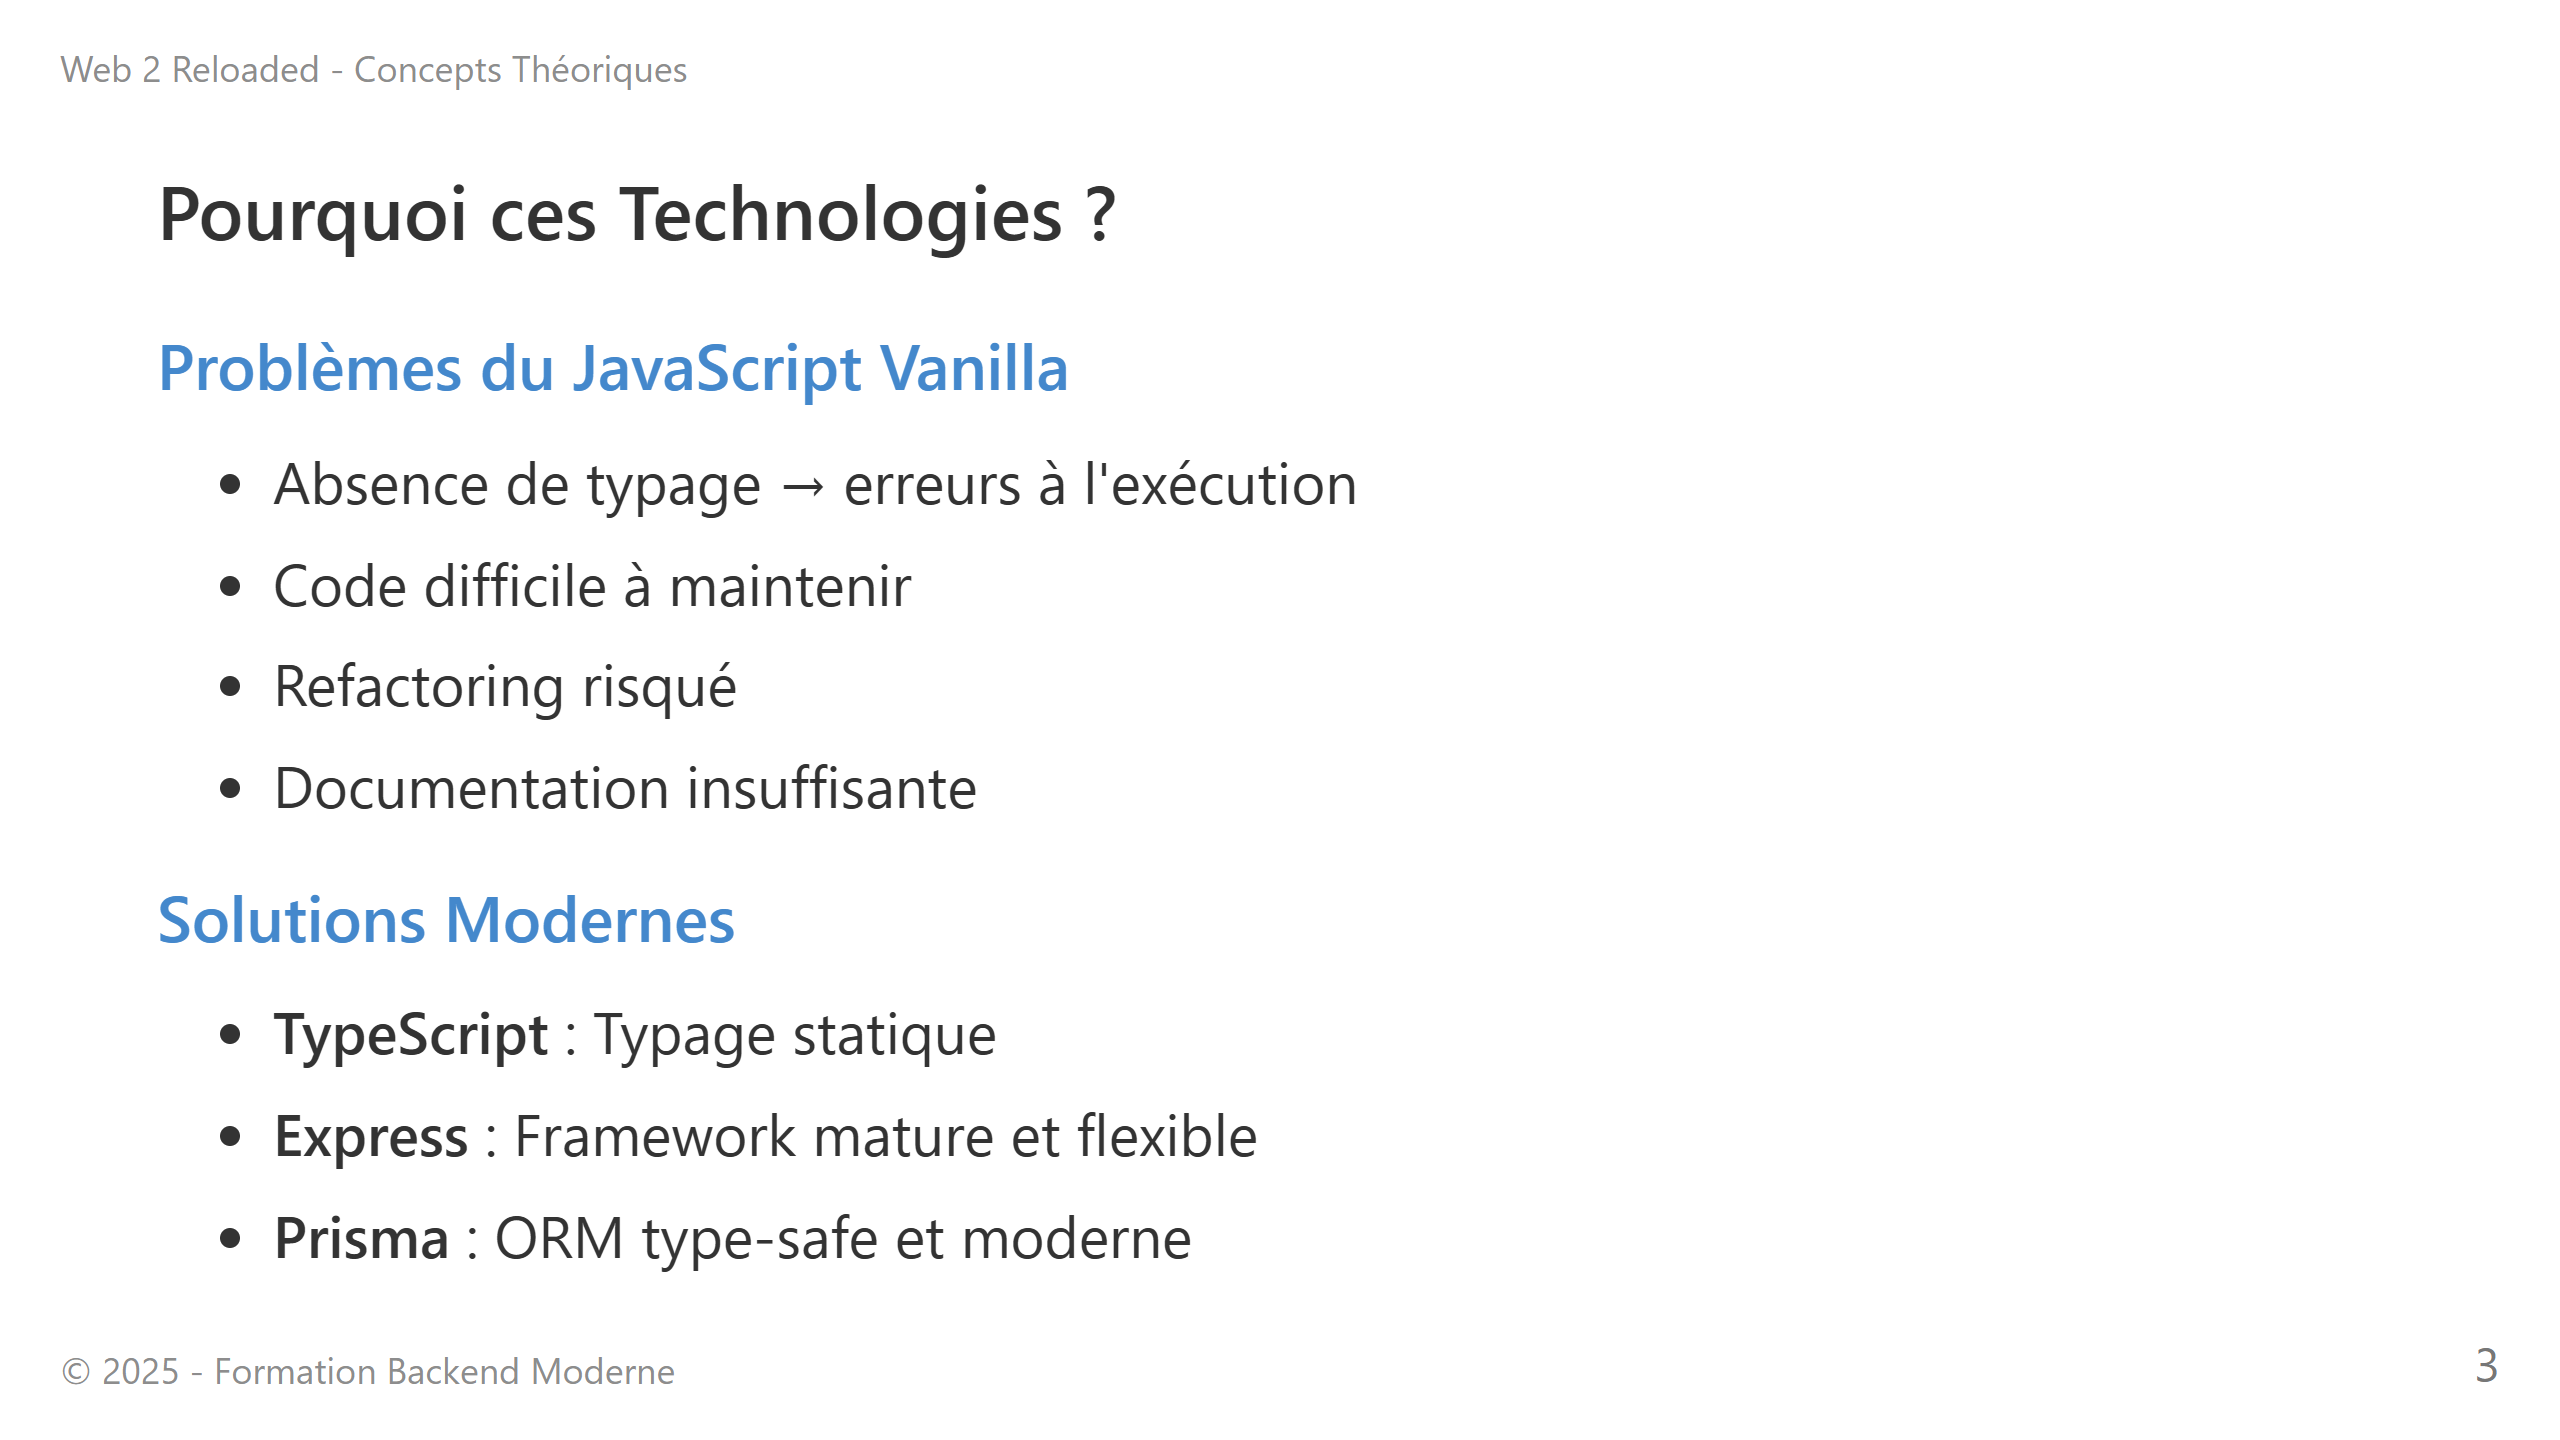 Web 2 Reloaded - Concepts Théoriques
Pourquoi ces Technologies ?
Problèmes du JavaScript Vanilla
• Absence de typage → erreurs à l'exécution
• Code difficile à maintenir
• Refactoring risqué
• Documentation insuffisante
Solutions Modernes
• TypeScript : Typage statique
• Express : Framework mature et flexible
• Prisma : ORM type-safe et moderne
© 2025 - Formation Backend Moderne
3